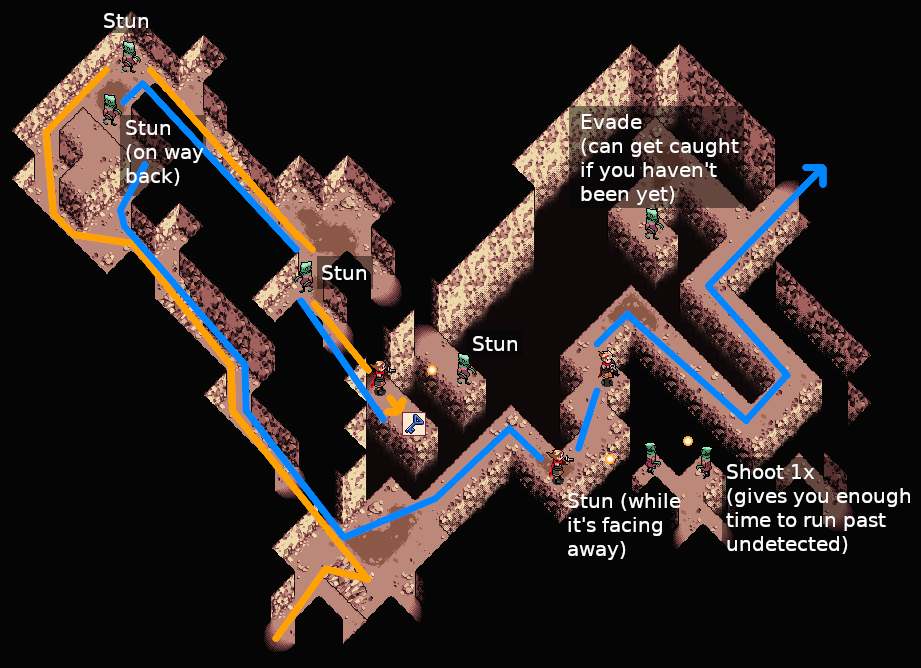 Stun
Stun
(on way
back)
Evade
(can get caught
if you haven't
been yet)
Stun
Stun
Shoot 1x
(gives you enough
time to run past
undetected)
Stun (while
it's facing
away)